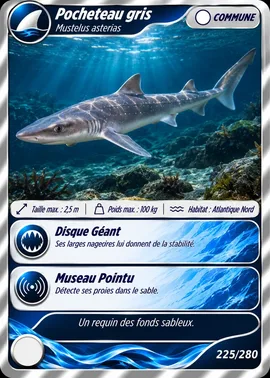 Pocheteau gris
Mustelus asterias
COMMUNE
Taille max. : 2,5 m
Poids max. : 100 kg
Habitat : Atlantique Nord
Disque Géant
Ses larges nageoires lui donnent de la stabilité.
Museau Pointu
Détecte ses proies dans le sable.
Un requin des fonds sableux.
225/280